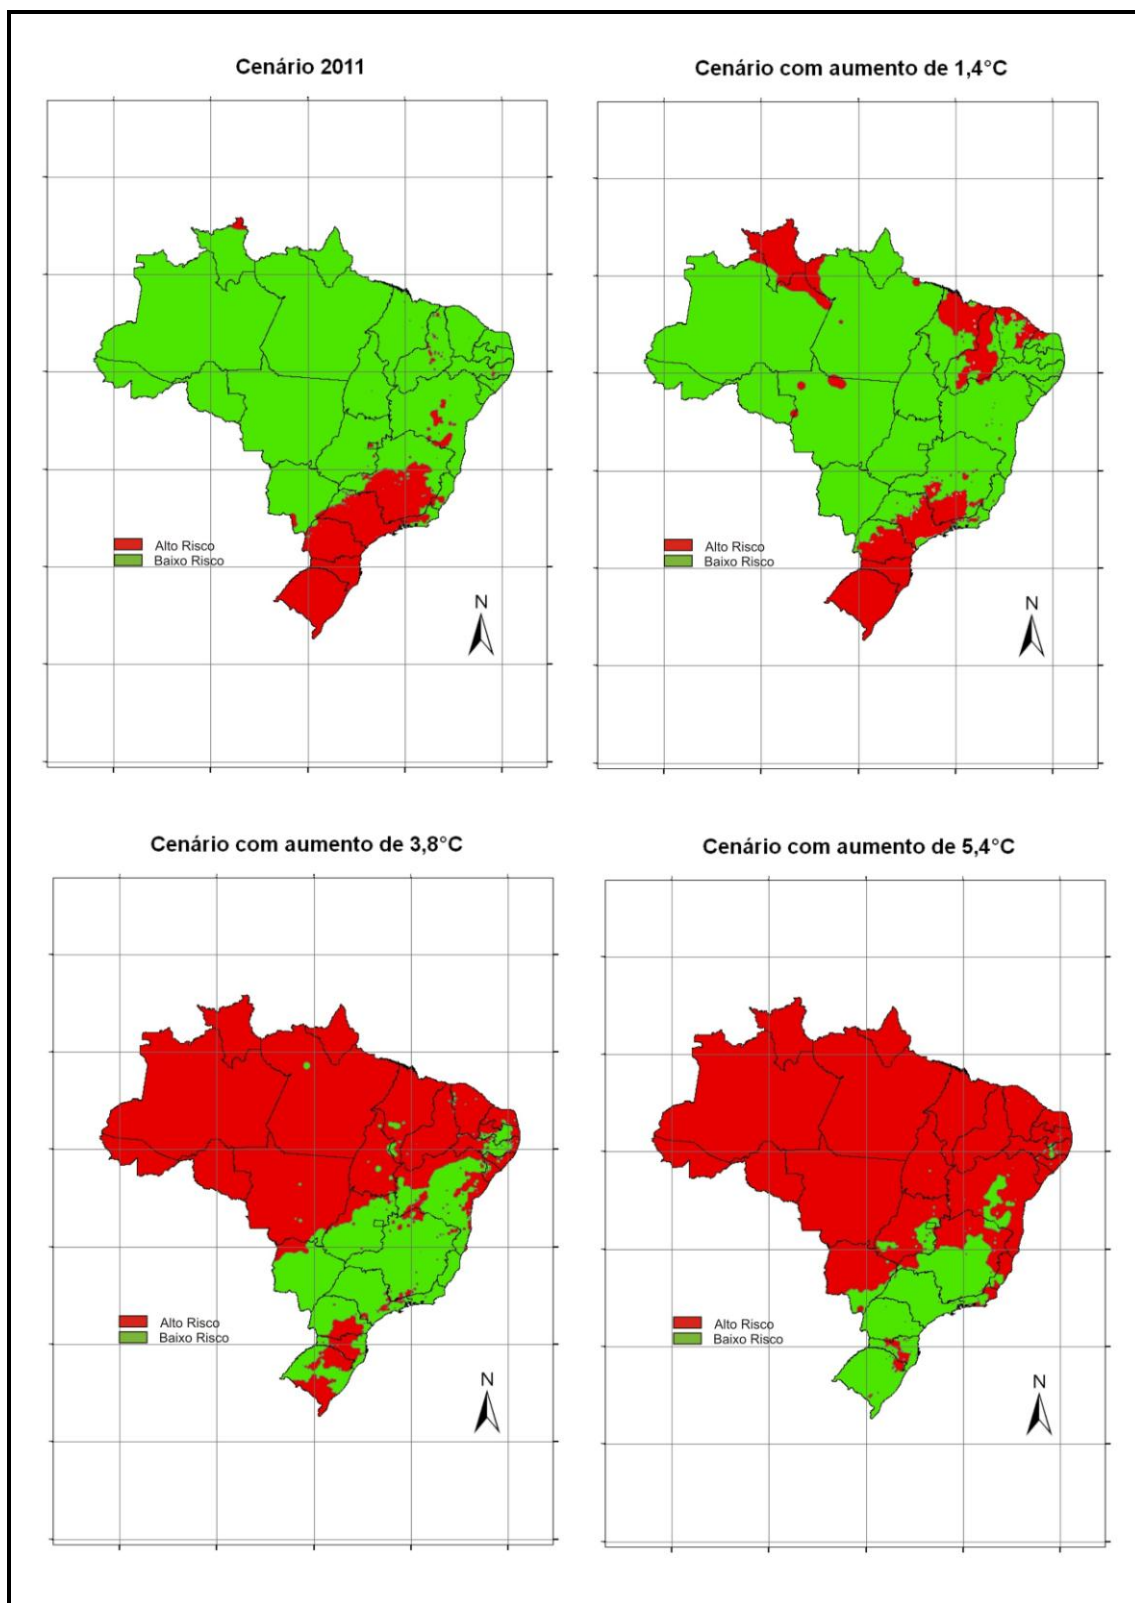 Cenário 2011
Alto Risco
Baixo Risco
N
Cenário com aumento de 1,4°C
Alto Risco
Baixo Risco
N
Cenário com aumento de 3,8°C
Alto Risco
Baixo Risco
N
Cenário com aumento de 5,4°C
Alto Risco
Baixo Risco
N